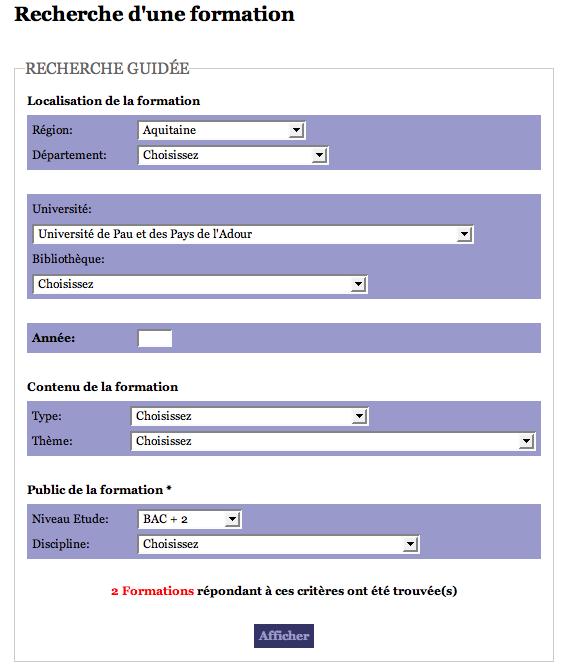 Recherche d'une formation
RECHERCHE GUIDÉE
Localisation de la formation
Région: Aquitaine
Département: Choisissez
Université:
Université de Pau et des Pays de l'Adour
Bibliothèque:
Choisissez
Année:
Contenu de la formation
Type: Choisissez
Thème: Choisissez
Public de la formation *
Niveau Etude: BAC + 2
Discipline: Choisissez
2 Formations répondant à ces critères ont été trouvée(s)
Afficher